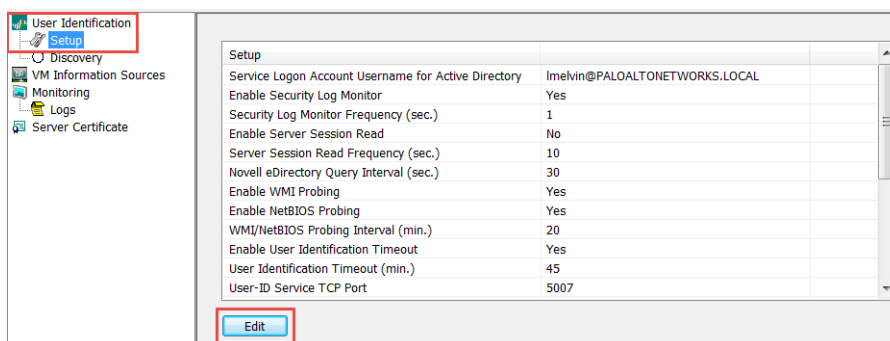 User Identification
Setup
Discovery
VM Information Sources
Monitoring
Logs
Server Certificate
Setup
Service Logon Account Username for Active Directory lmelvin@PALOALTONETWORKS.LOCAL
Enable Security Log Monitor Yes
Security Log Monitor Frequency (sec.) 1
Enable Server Session Read No
Server Session Read Frequency (sec.) 10
Novell eDirectory Query Interval (sec.) 30
Enable WMI Probing Yes
Enable NetBIOS Probing Yes
WMI/NetBIOS Probing Interval (min.) 20
Enable User Identification Timeout Yes
User Identification Timeout (min.) 45
User-ID Service TCP Port 5007
Edit